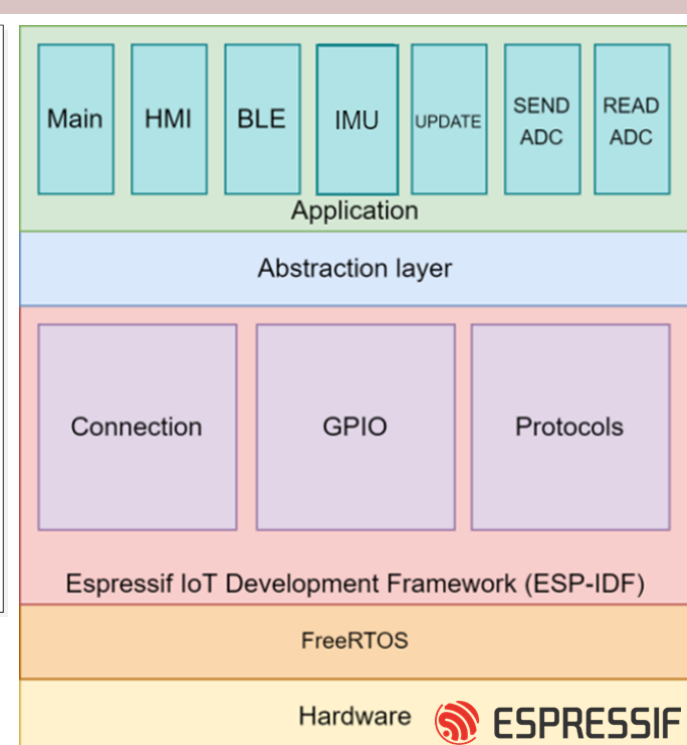 Main HMI BLE IMU UPDATE SEND ADC READ ADC
Application
Abstraction layer
Connection GPIO Protocols
Espressif IoT Development Framework (ESP-IDF)
FreeRTOS
Hardware ESPRESSIF